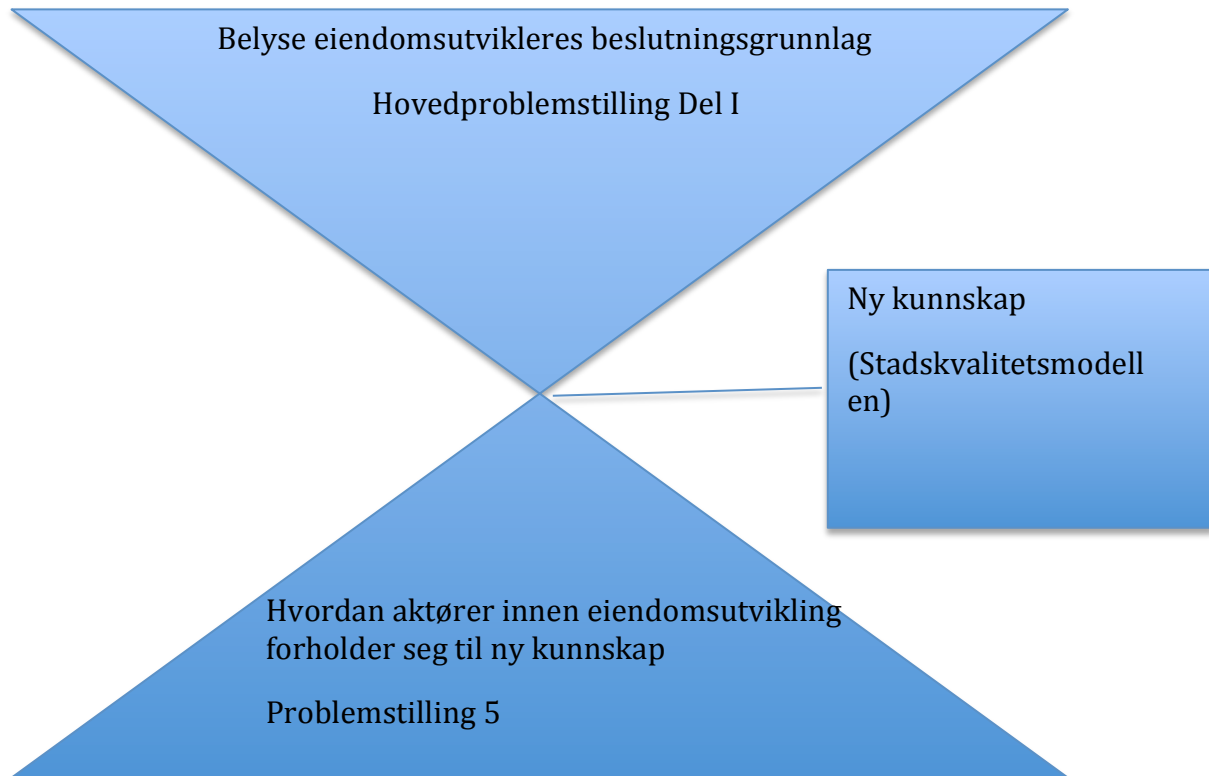 Belyse eiendomsutvikleres beslutningsgrunnlag
Hovedproblemstilling Del I
Ny kunnskap
(Stadskvalitetsmodell
en)
Hvordan aktører innen eiendomsutvikling
forholder seg til ny kunnskap
Problemstilling 5